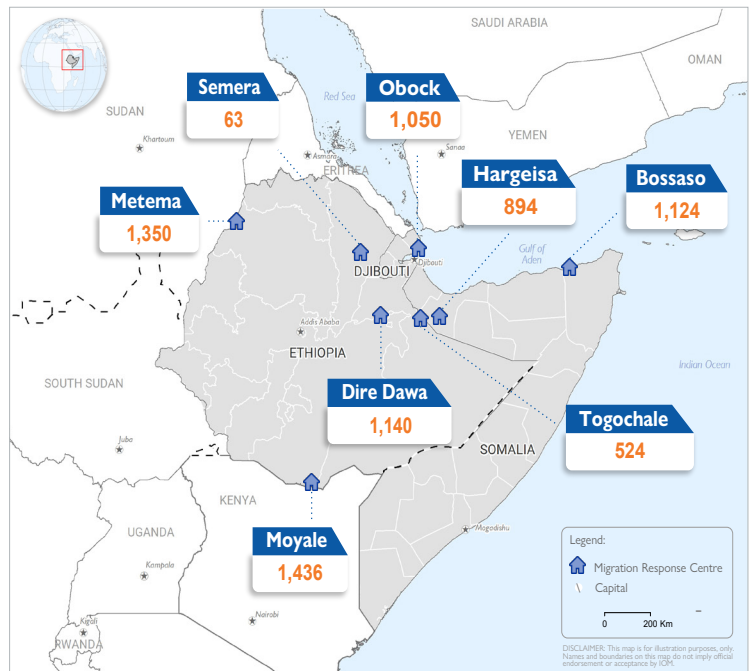 SAUDI ARABIA
OMAN
Semera
63
Obock
1,050
Red Sea
SUDAN
Khartoum
YEMEN
Sanaa
Asmara
ERITREA
Hargeisa
894
Bossaso
1,124
Metema
1,350
Gulf of
Aden
DJIBOUTI
Djibouti
Addis Ababa
ETHIOPIA
Indian Ocean
SOUTH SUDAN
Dire Dawa
1,140
Togochale
524
Juba
SOMALIA
KENYA
UGANDA
Moyale
1,436
Mogadishu
Kampala
Nairobi
Kigali
RWANDA
Legend:
Migration Response Centre
Capital
0 200 Km
DISCLAIMER: This map is for illustration purposes, only.
Names and boundaries on this map do not imply official
endorsement or acceptance by IOM.